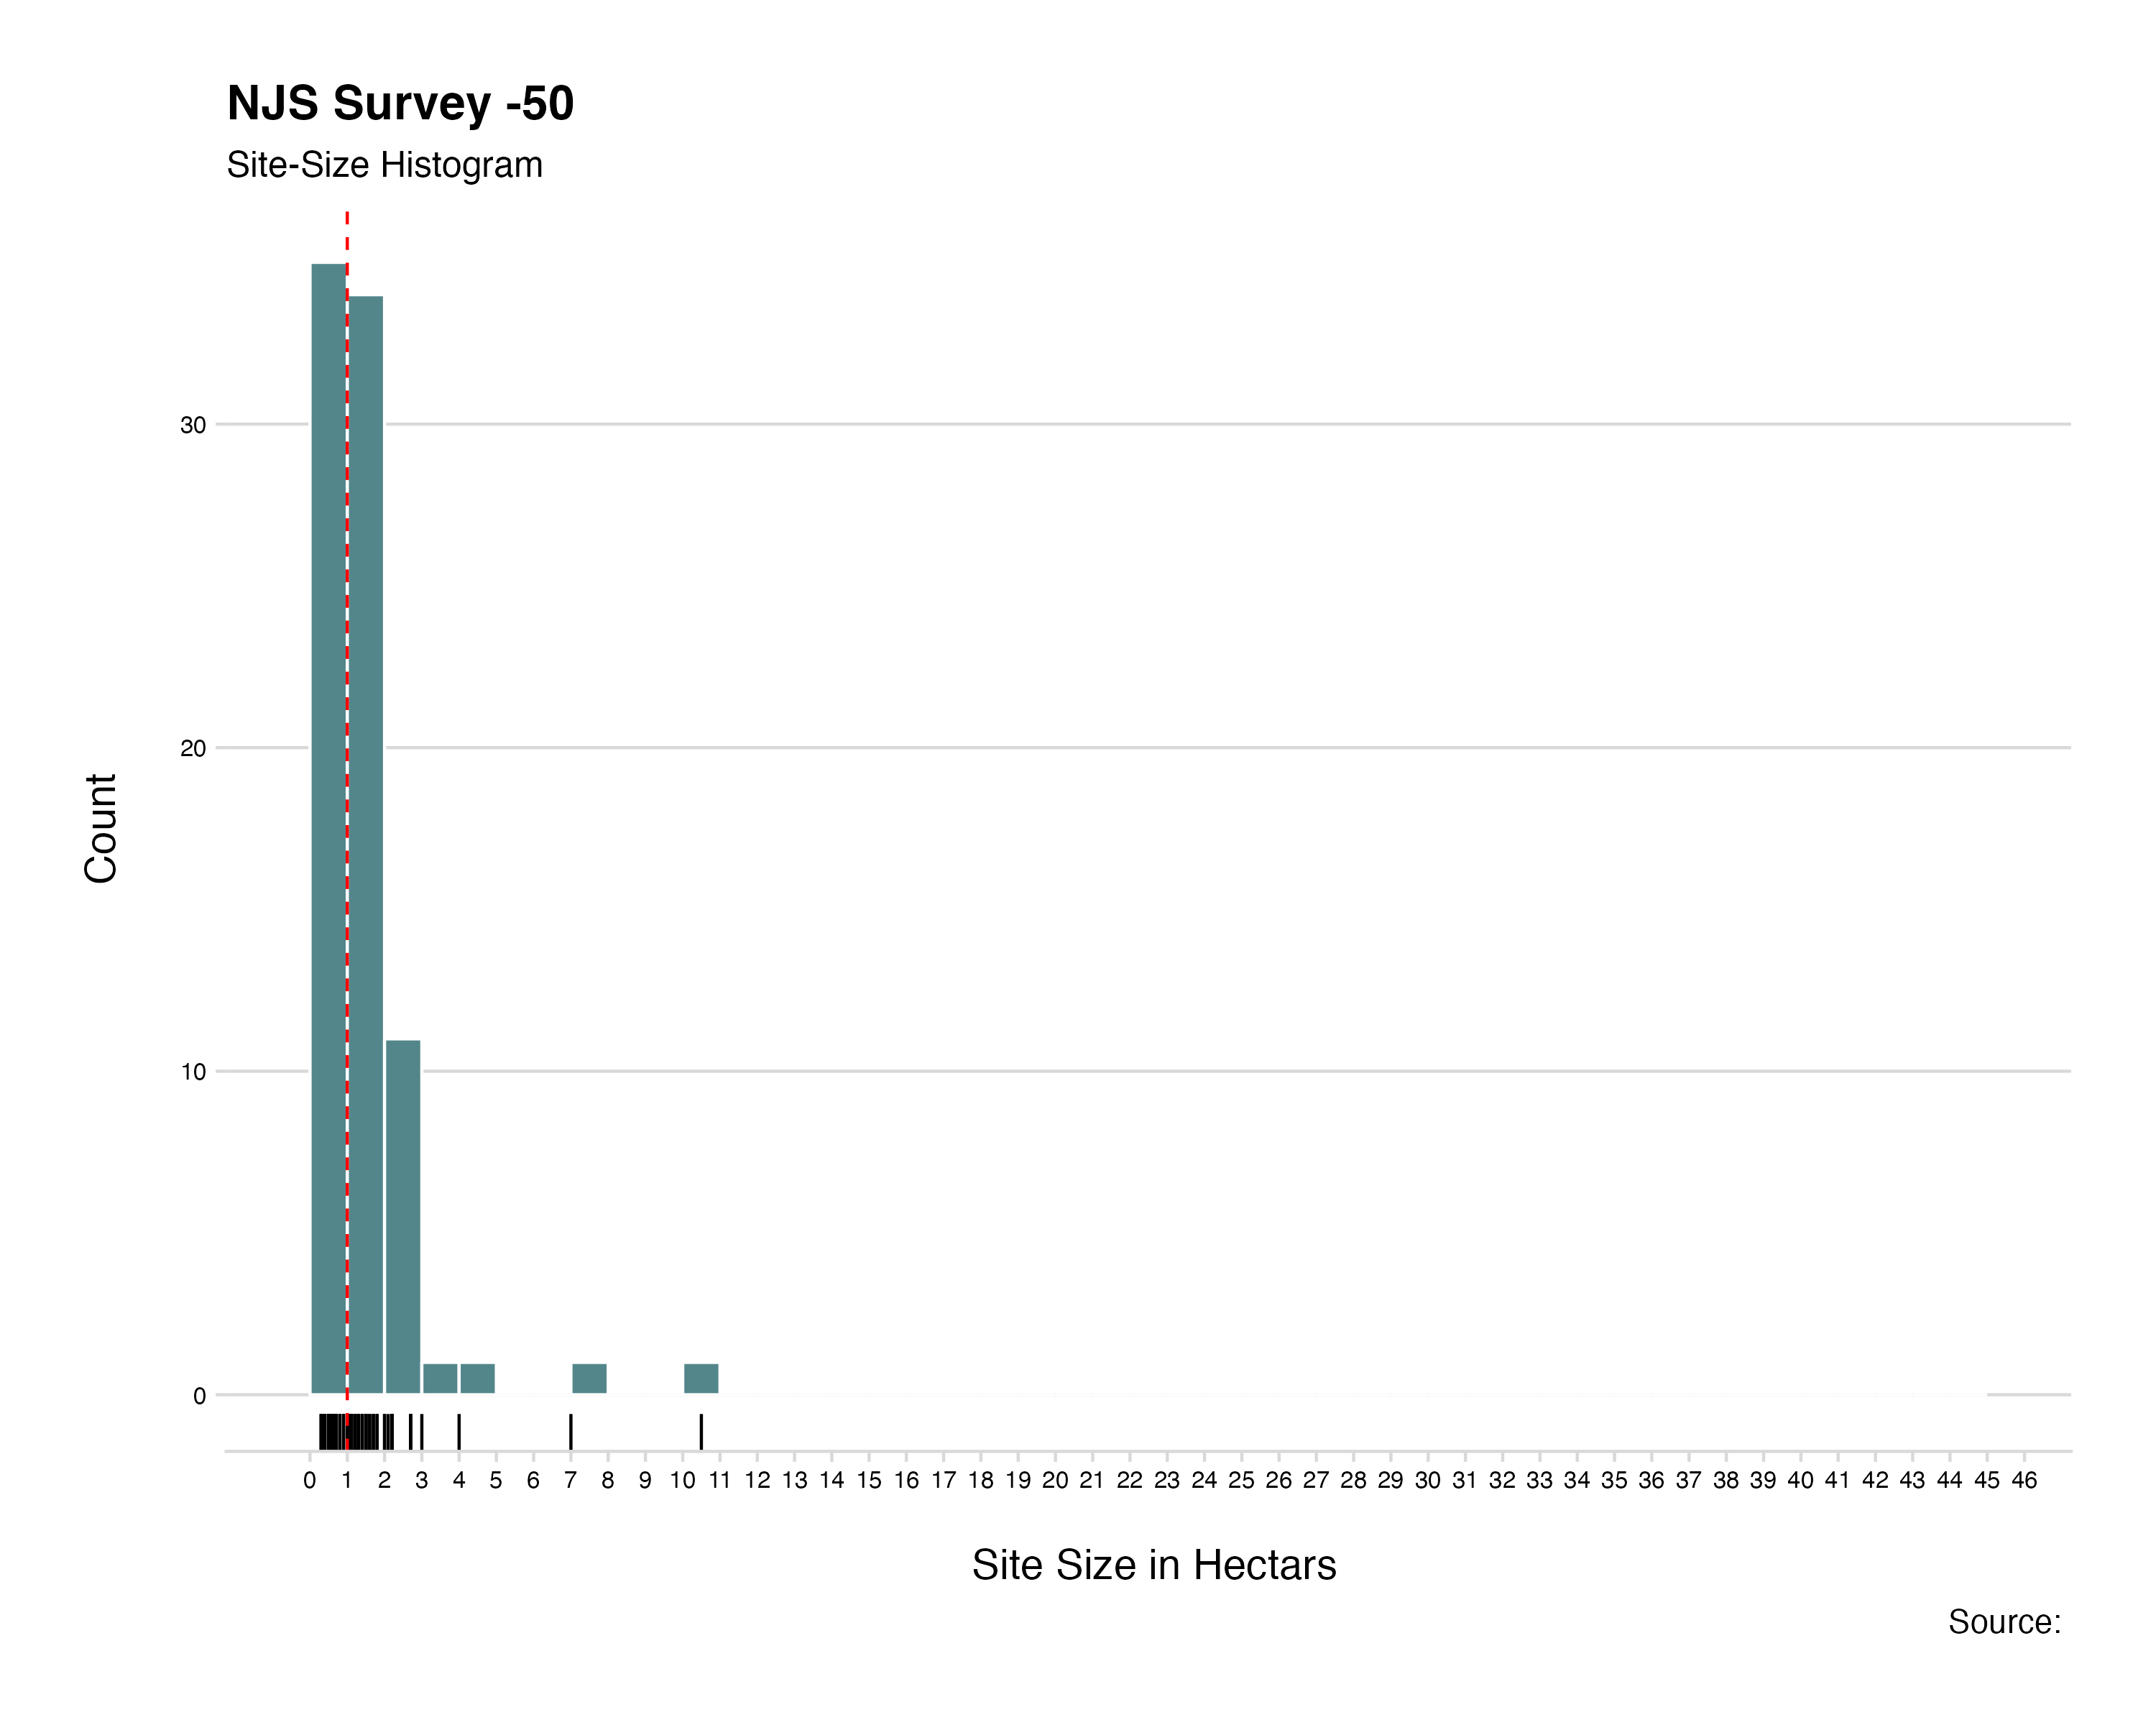 NJS Survey -50
Site-Size Histogram
Count
30
20
10
0
0 1 2 3 4 5 6 7 8 9 10 11 12 13 14 15 16 17 18 19 20 21 22 23 24 25 26 27 28 29 30 31 32 33 34 35 36 37 38 39 40 41 42 43 44 45 46
Site Size in Hectars
Source: